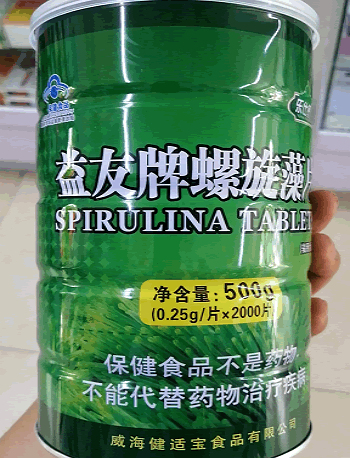 益友牌螺旋藻片
SPIRULINA TABLET
净含量：500g
(0.25g/片×2000片)
保健食品不是药物
不能代替药物治疗疾病
威海健适宝食品有限公司